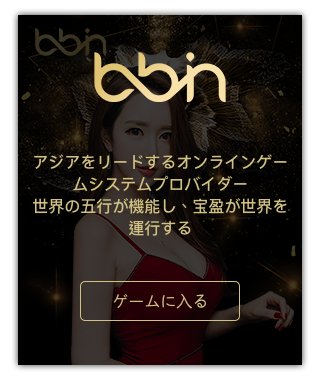 bbin
bbin
アジアをリードするオンラインゲー
ムシステムプロバイダー
世界の五行が機能し、宝盈が世界を
運行する
ゲームに入る